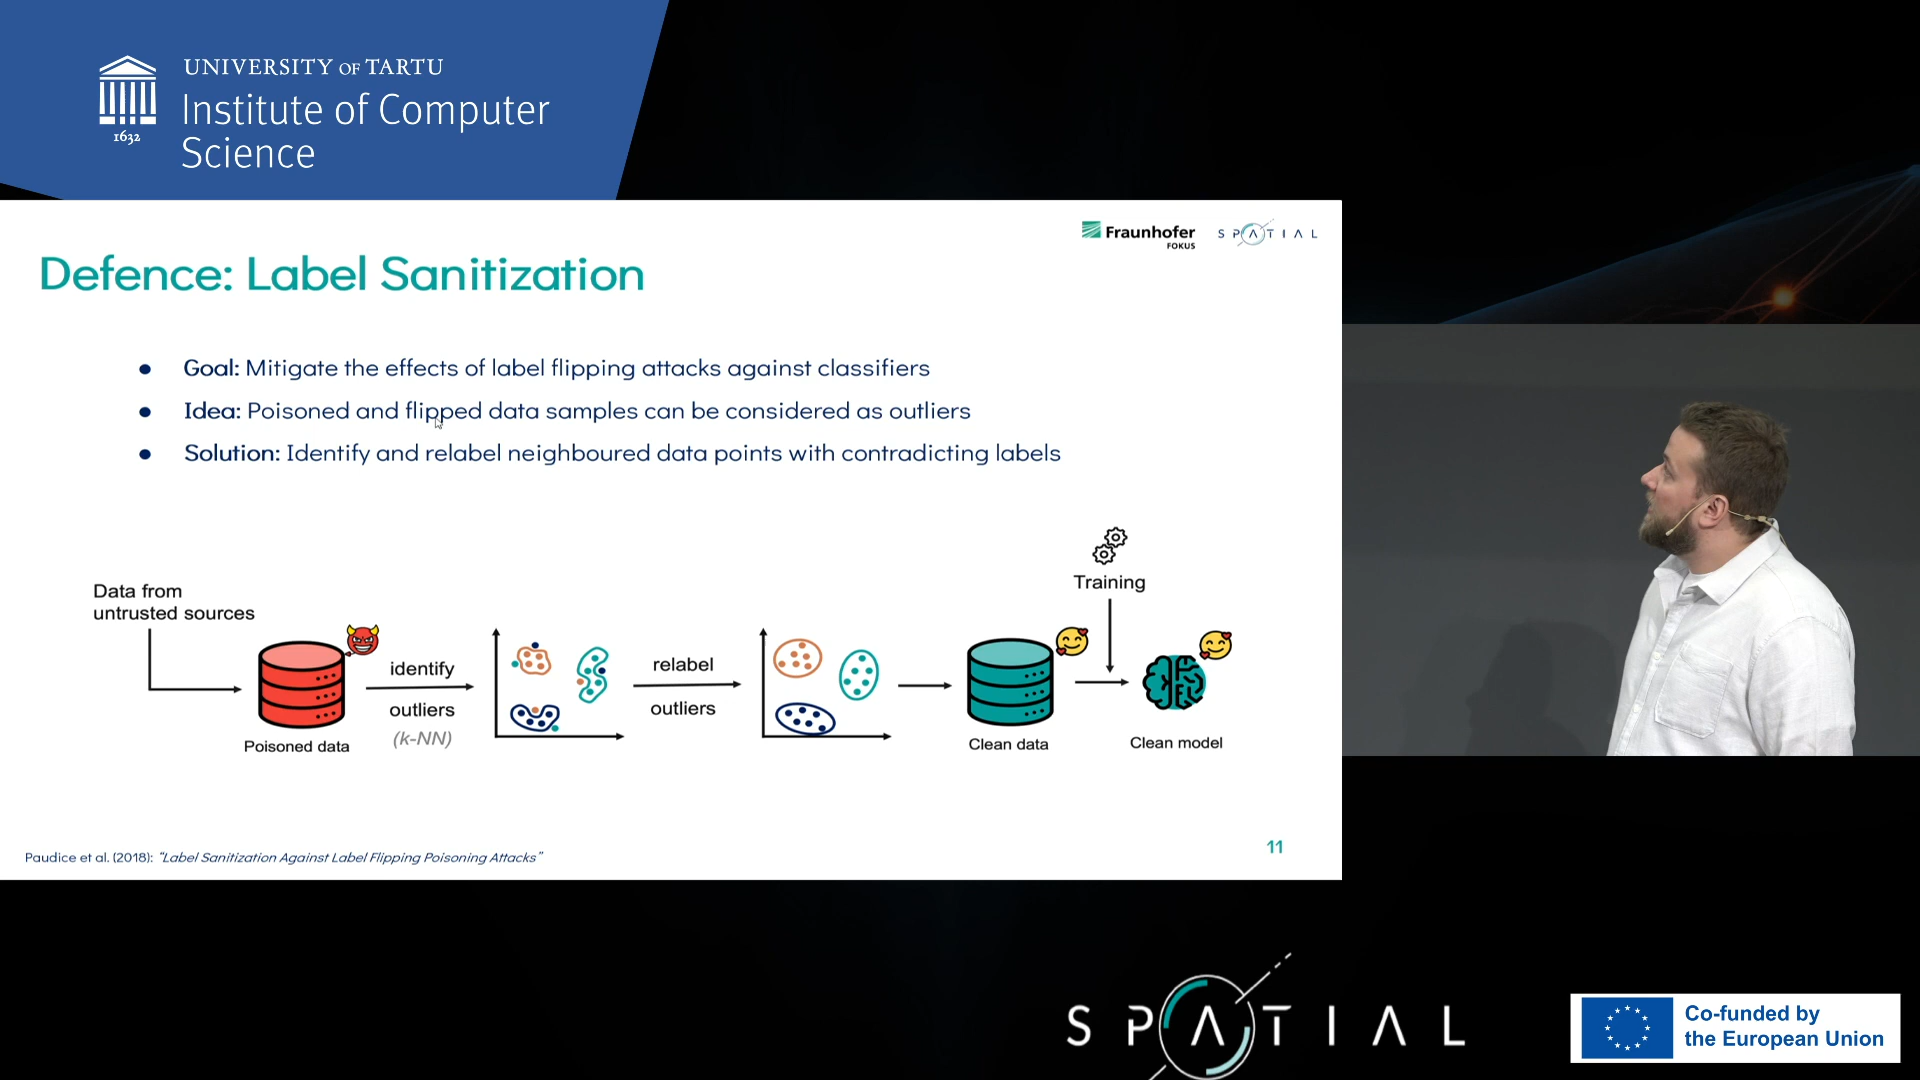 UNIVERSITY OF TARTU
Institute of Computer
Science
1632
Fraunhofer
FOKUS
SPATIAL
Defence: Label Sanitization
● Goal: Mitigate the effects of label flipping attacks against classifiers
● Idea: Poisoned and flipped data samples can be considered as outliers
● Solution: Identify and relabel neighboured data points with contradicting labels
Data from
untrusted sources
Poisoned data
identify
outliers
(k-NN)
relabel
outliers
Clean data
Training
Clean model
Paudice et al. (2018): "Label Sanitization Against Label Flipping Poisoning Attacks"
11
SPATIAL
Co-funded by
the European Union